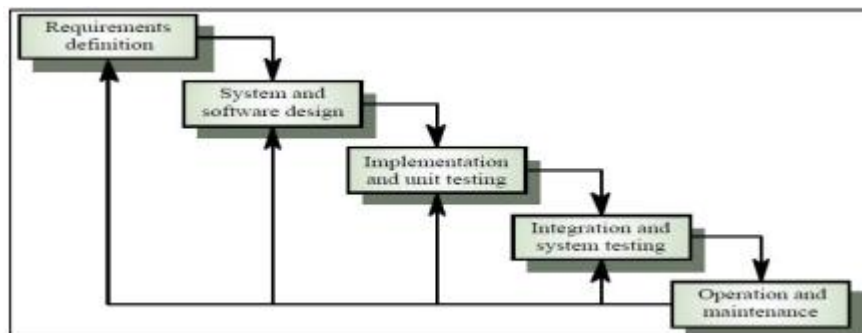 Requirements
definition
System and
software design
Implementation
and unit testing
Integration and
system testing
Operation and
maintenance